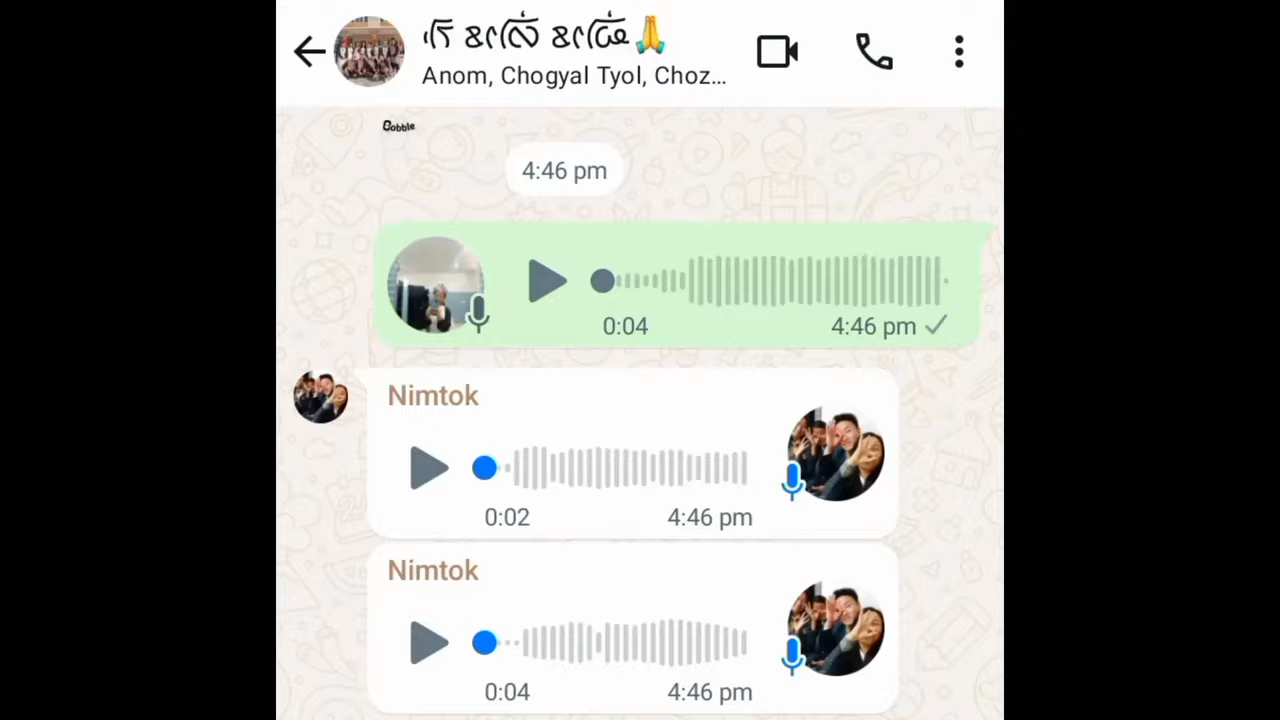 🙏
Anom, Chogyal Tyol, Choz...
Bobble
4:46 pm
0:04 4:46 pm
Nimtok
0:02 4:46 pm
Nimtok
0:04 4:46 pm